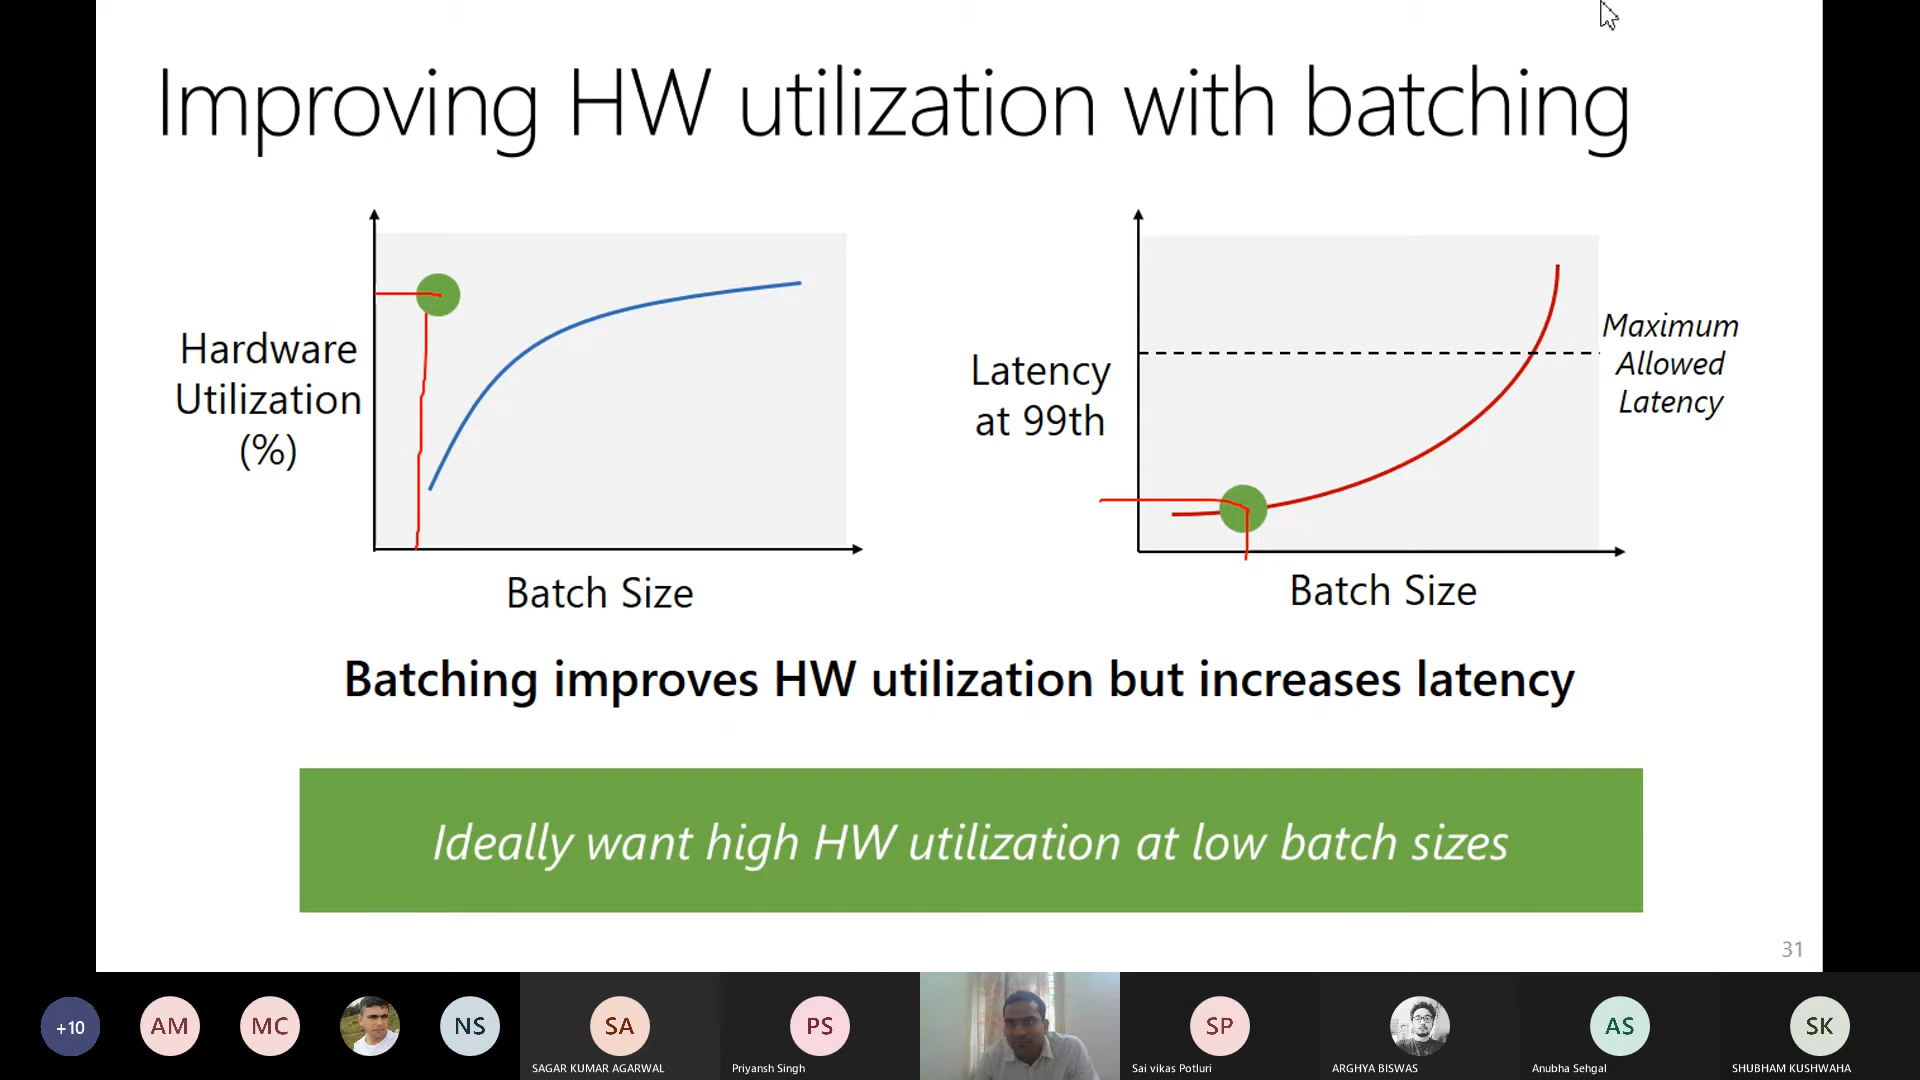 Improving HW utilization with batching
Hardware
Utilization
(%)
Batch Size
Latency
at 99th
Maximum
Allowed
Latency
Batch Size
Batching improves HW utilization but increases latency
Ideally want high HW utilization at low batch sizes
31
+10
AM
MC
NS
SA
SAGAR KUMAR AGARWAL
PS
Priyansh Singh
SP
Sai vikas Potluri
ARGHYA BISWAS
AS
Anubha Sehgal
SK
SHUBHAM KUSHWAHA